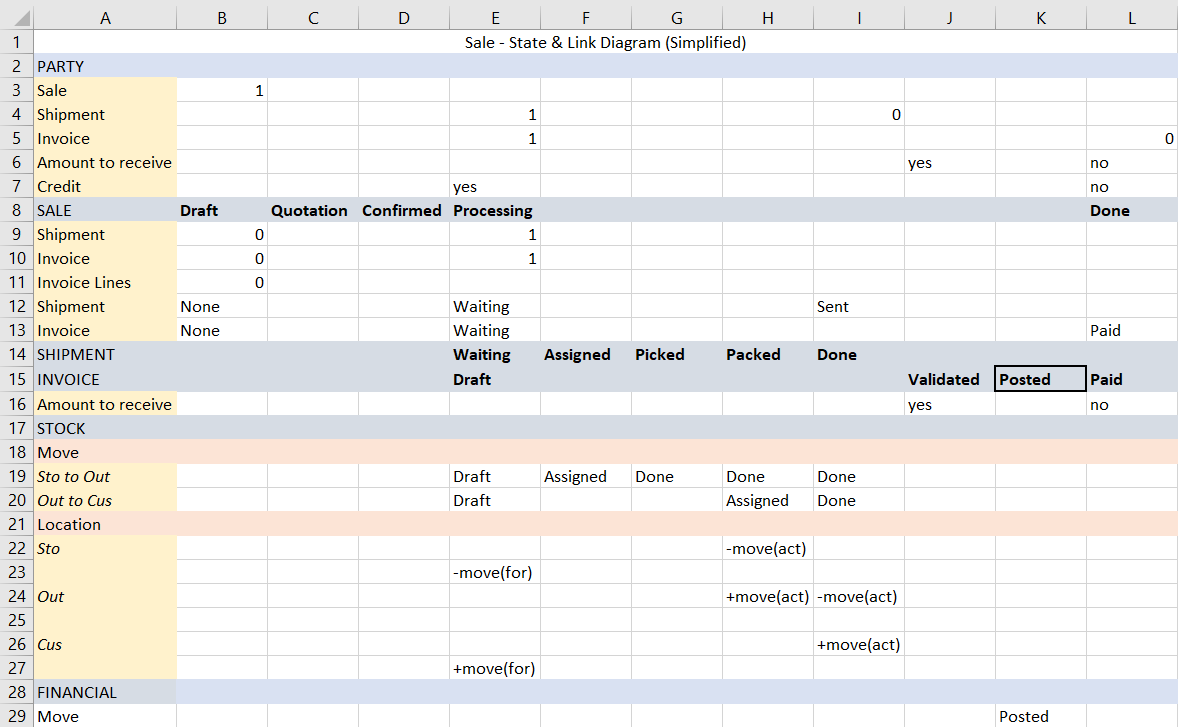 A B C D E F G H I J K L
1 Sale - State & Link Diagram (Simplified)
2 PARTY
3 Sale 1
4 Shipment 1 0
5 Invoice 1 0
6 Amount to receive yes no
7 Credit yes no
8 SALE Draft Quotation Confirmed Processing Done
9 Shipment 0 1
10 Invoice 0 1
11 Invoice Lines 0
12 Shipment None Waiting Sent
13 Invoice None Waiting Paid
14 SHIPMENT Waiting Assigned Picked Packed Done
15 INVOICE Draft Validated Posted Paid
16 Amount to receive yes no
17 STOCK
18 Move
19 Sto to Out Draft Assigned Done Done Done
20 Out to Cus Draft Assigned Done
21 Location
22 Sto -move(act)
23 -move(for)
24 Out +move(act) -move(act)
25
26 Cus +move(act)
27 +move(for)
28 FINANCIAL
29 Move Posted